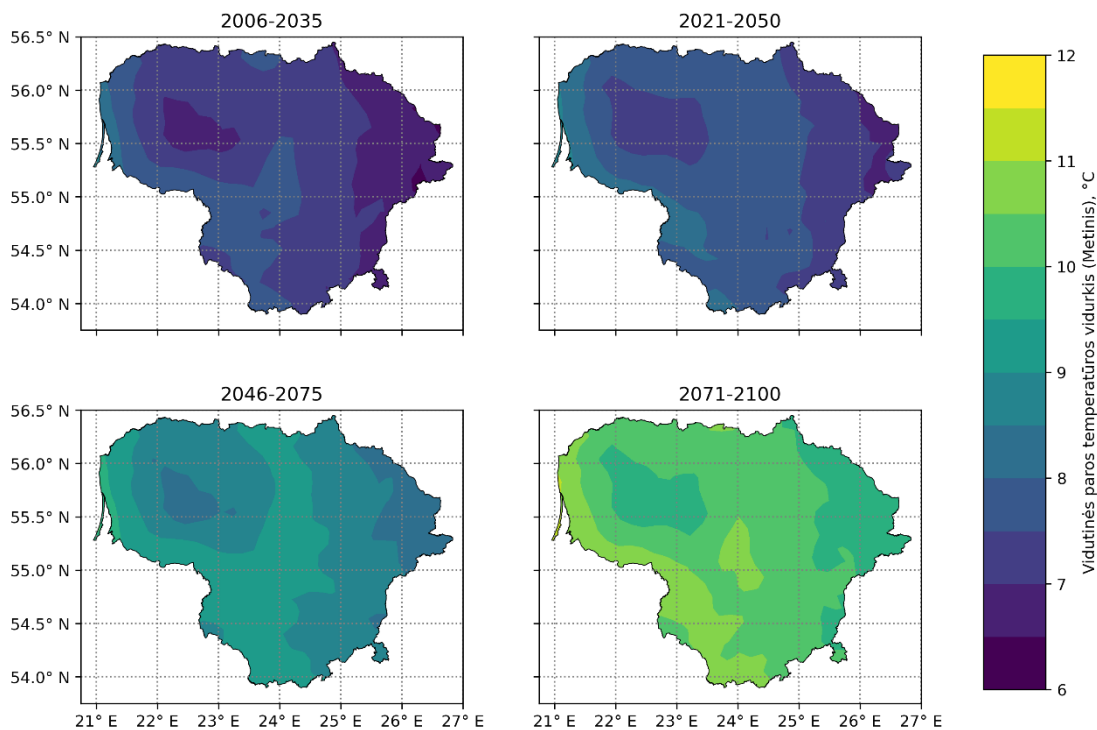 2006-2035
2021-2050
56.5° N
56.0° N
55.5° N
55.0° N
54.5° N
54.0° N
2046-2075
2071-2100
56.5° N
56.0° N
55.5° N
55.0° N
54.5° N
54.0° N
21° E 22° E 23° E 24° E 25° E 26° E 27° E
21° E 22° E 23° E 24° E 25° E 26° E 27° E
12
11
10
9
8
7
6
Vidutinės paros temperatūros vidurkis (Metinis), °C